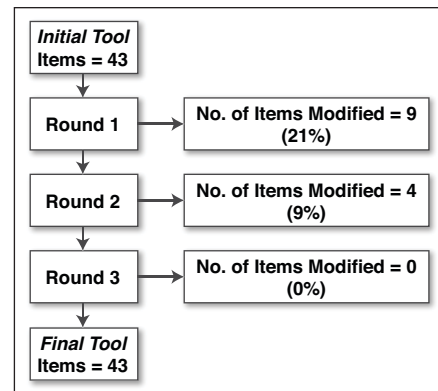 Initial Tool
Items = 43
Round 1
No. of Items Modified = 9
(21%)
Round 2
No. of Items Modified = 4
(9%)
Round 3
No. of Items Modified = 0
(0%)
Final Tool
Items = 43